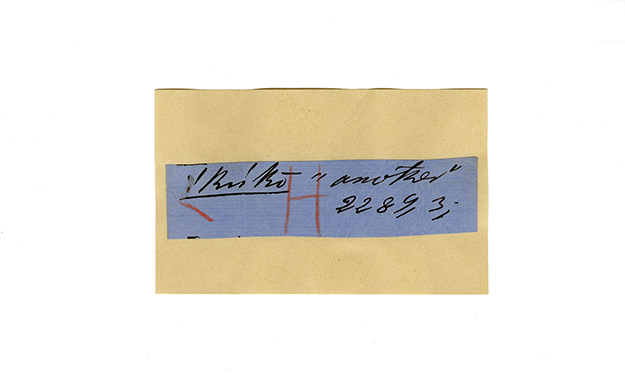 H "another"
2289, 3;